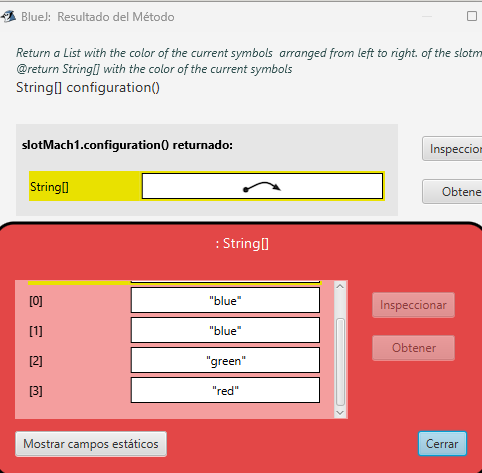 BlueJ: Resultado del Método
Return a List with the color of the current symbols arranged from left to right. of the slotm
@return String[] with the color of the current symbols
String[] configuration()
slotMach1.configuration() returnado:
Inspeccion
String[]
Obtene
: String[]
[0] "blue"
Inspeccionar
[1] "blue"
Obtener
[2] "green"
[3] "red"
Mostrar campos estáticos
Cerrar